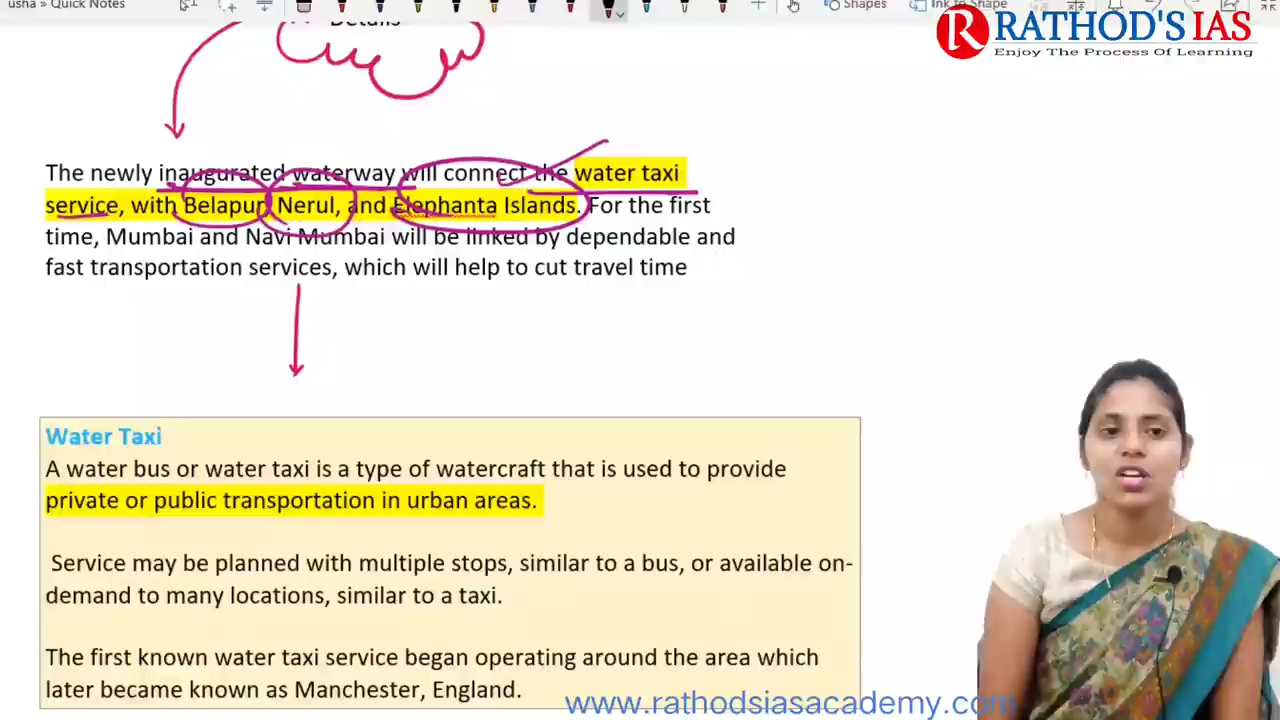 usha » Quick Notes
Shapes
Ink to Shape
Details
RATHOD'S IAS
Enjoy The Process Of Learning
The newly inaugurated waterway will connect the water taxi
service, with Belapur, Nerul, and Elephanta Islands. For the first
time, Mumbai and Navi Mumbai will be linked by dependable and
fast transportation services, which will help to cut travel time
Water Taxi
A water bus or water taxi is a type of watercraft that is used to provide
private or public transportation in urban areas.
Service may be planned with multiple stops, similar to a bus, or available on-
demand to many locations, similar to a taxi.
The first known water taxi service began operating around the area which
later became known as Manchester, England.
www.rathodsiasacademy.com